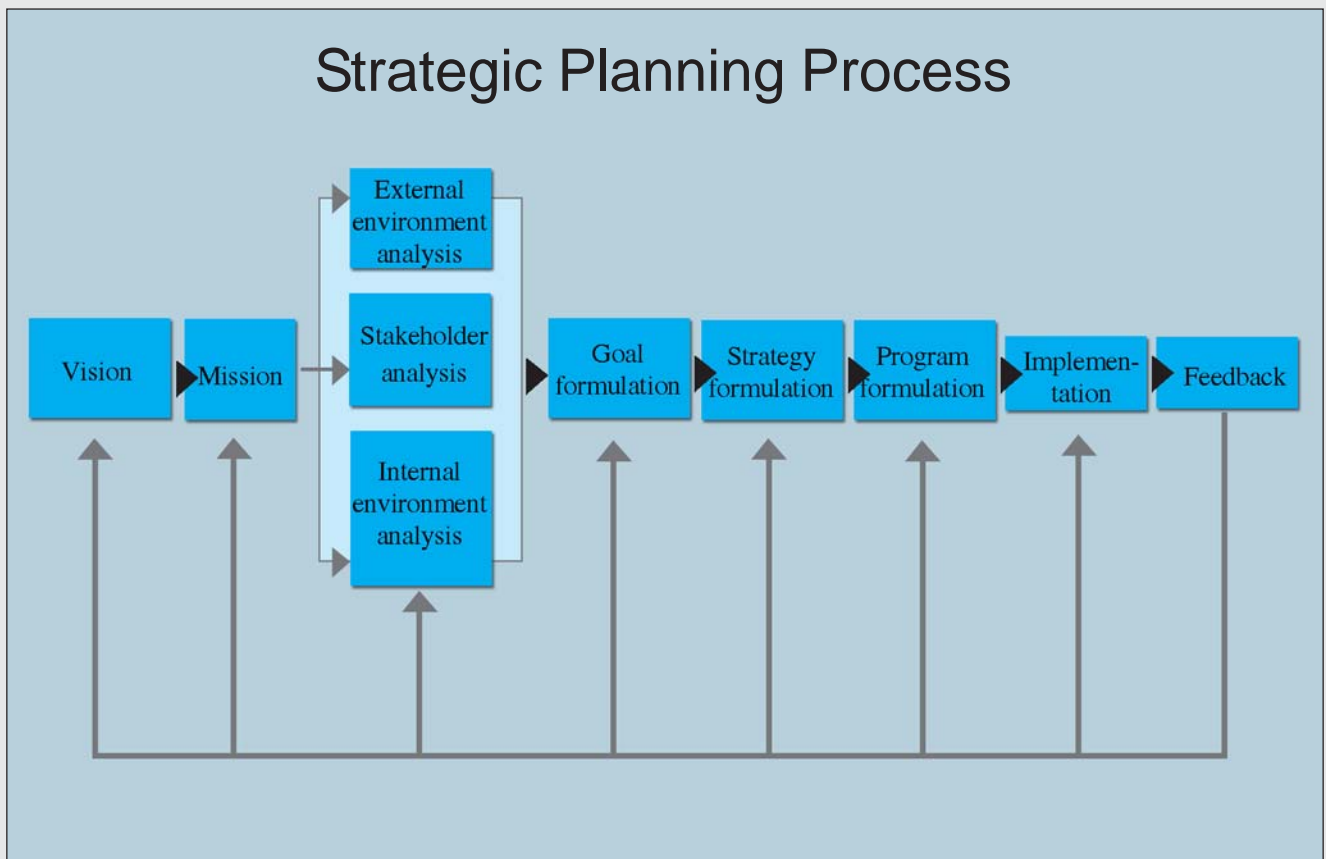 Strategic Planning Process
Vision
Mission
External
environment
analysis
Stakeholder
analysis
Internal
environment
analysis
Goal
formulation
Strategy
formulation
Program
formulation
Implemen-
tation
Feedback